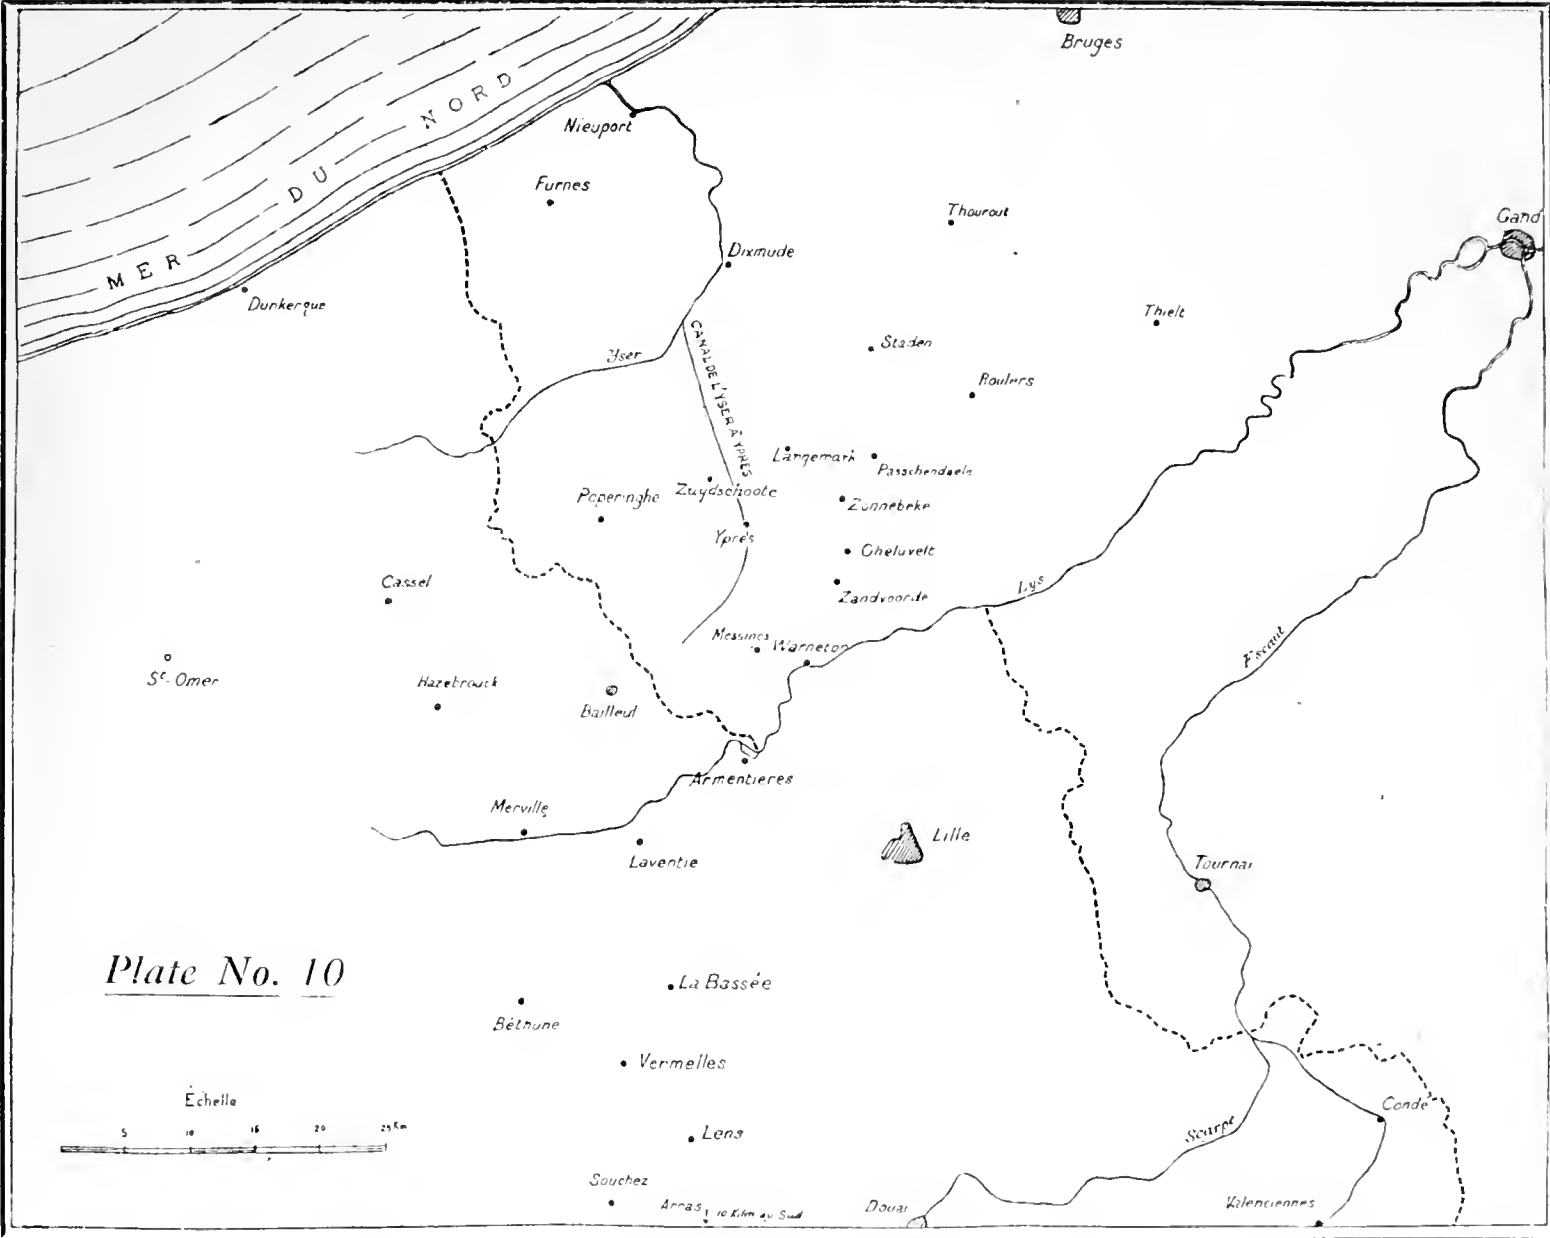 Bruges
MER DU NORD
Nieuport
Furnes
Thourout
Gand
Dixmude
Dunkerque
Thielt
Staden
Yser
CANAL DE L'YSER À YPRES
Roulers
Langemark
Passchendaele
Poperinghe
Zuydschoote
Zonnebeke
Ypres
Gheluvelt
Cassel
Lys
Zandvoorde
Messines
Warneton
Escaut
St-Omer
Hazebrouck
Bailleul
Armentieres
Merville
Lille
Laventie
Tournai
Plate No. 10
La Bassée
Béthune
Vermelles
Échelle
5 10 15 20 25 Km
Condé
Lens
Scarpe
Souchez
Arras 10 Kilm au Sud
Douai
Valenciennes